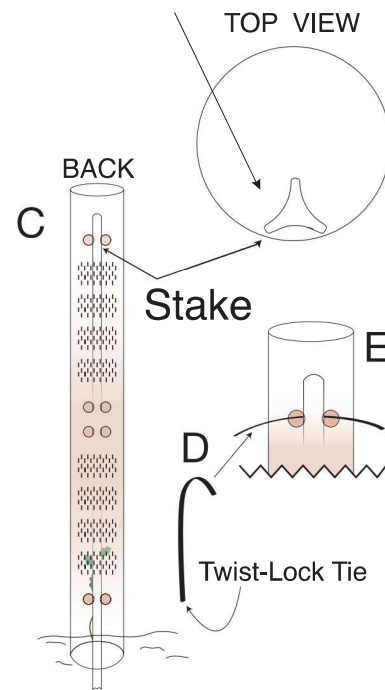 TOP VIEW
BACK
C
Stake
E
D
Twist-Lock Tie